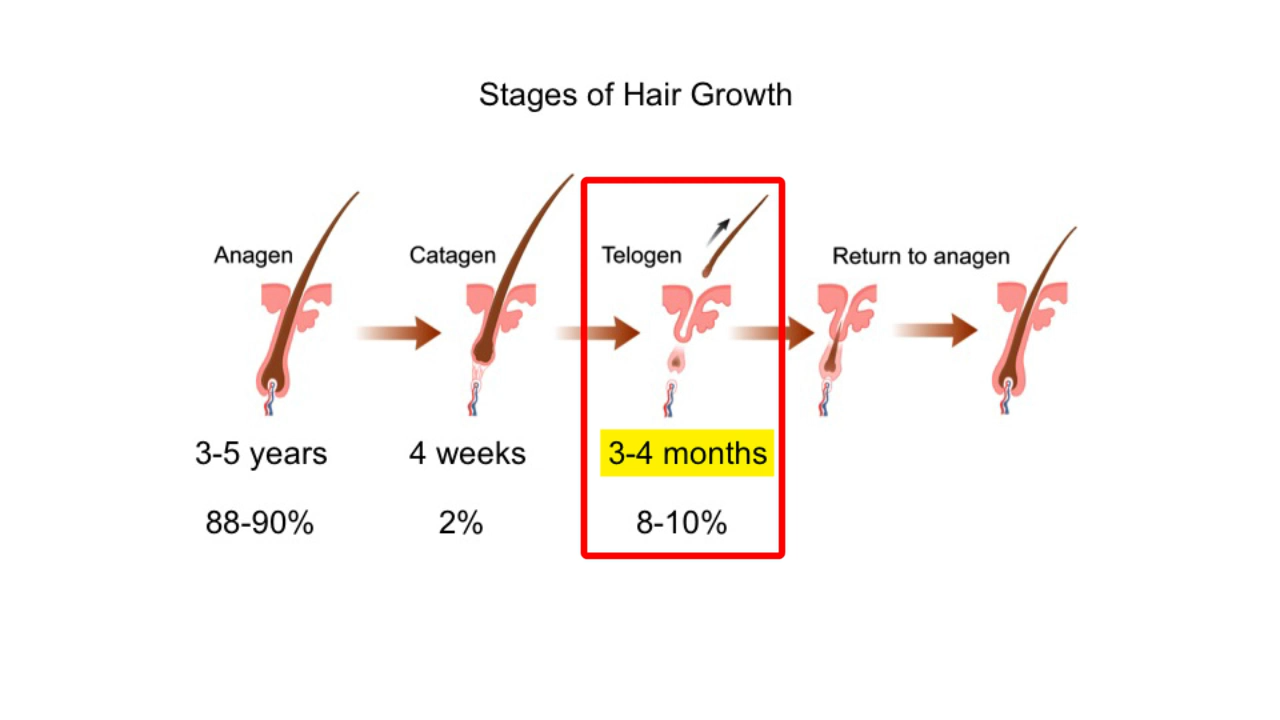 Stages of Hair Growth
Anagen
Catagen
Telogen
Return to anagen
3-5 years
4 weeks
3-4 months
88-90%
2%
8-10%